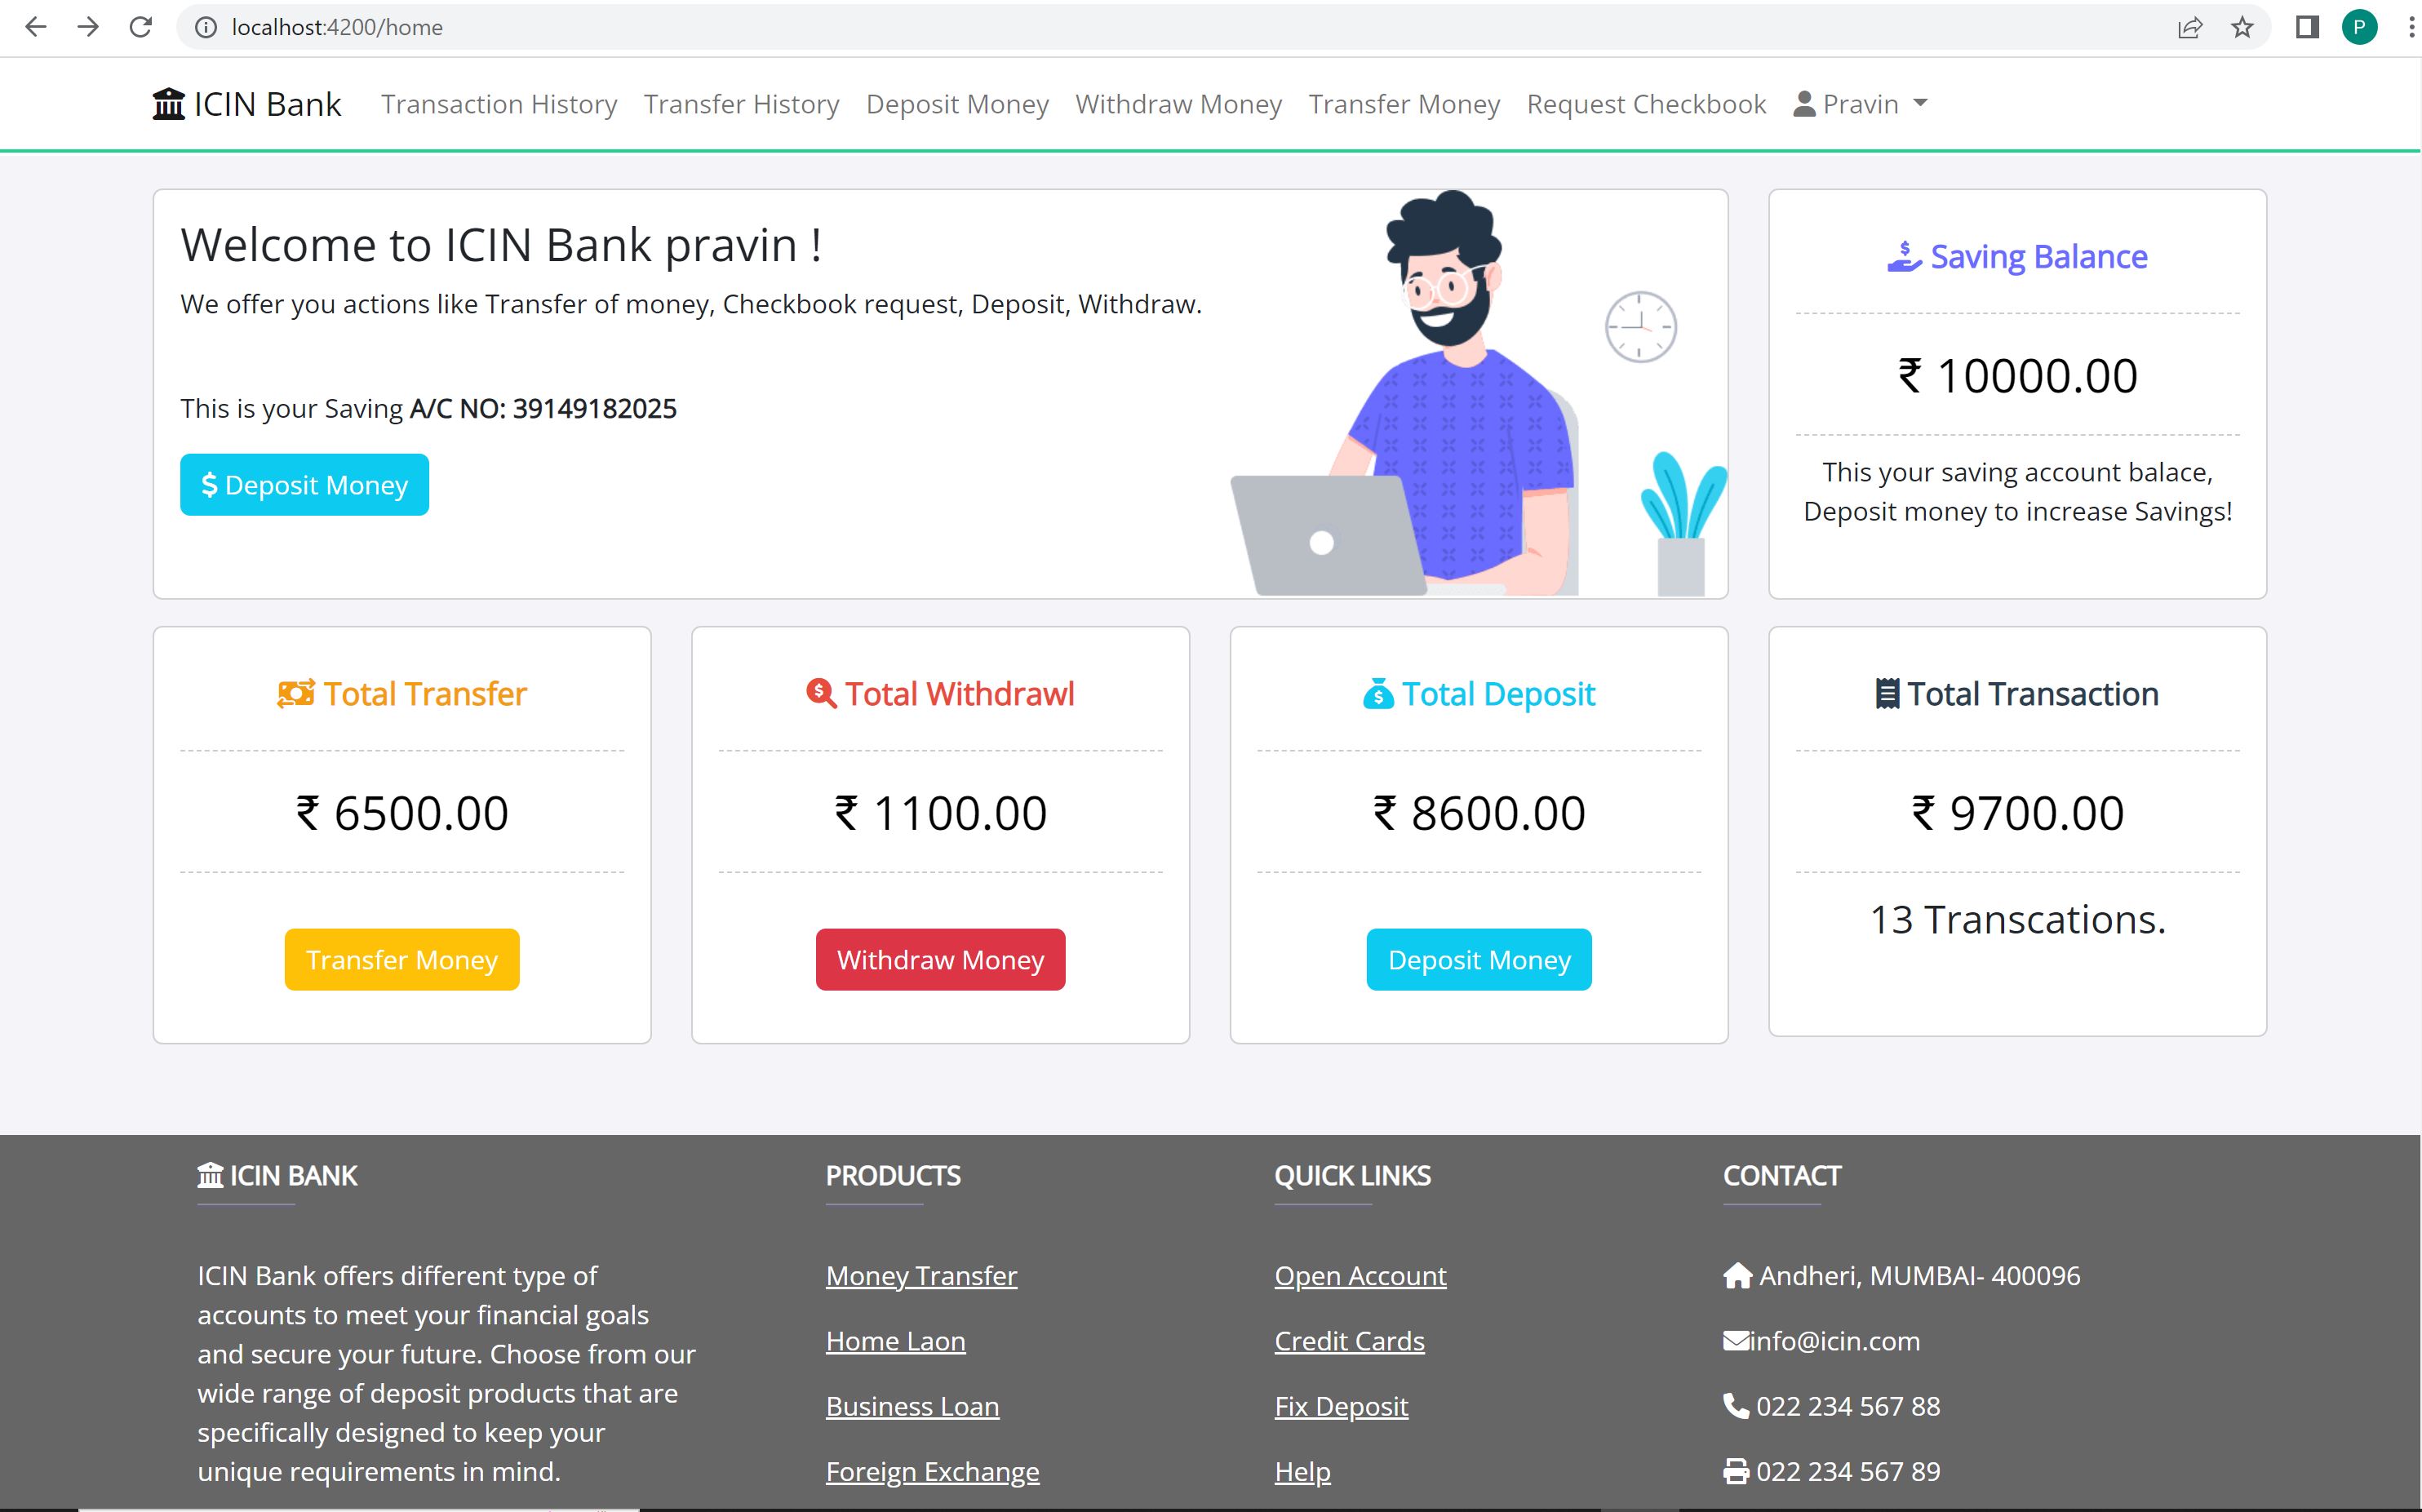 localhost:4200/home
P
ICIN Bank Transaction History Transfer History Deposit Money Withdraw Money Transfer Money Request Checkbook Pravin
Welcome to ICIN Bank pravin !
We offer you actions like Transfer of money, Checkbook request, Deposit, Withdraw.
This is your Saving A/C NO: 39149182025
$ Deposit Money
Saving Balance
₹ 10000.00
This your saving account balace,
Deposit money to increase Savings!
Total Transfer
₹ 6500.00
Transfer Money
Total Withdrawl
₹ 1100.00
Withdraw Money
Total Deposit
₹ 8600.00
Deposit Money
Total Transaction
₹ 9700.00
13 Transcations.
ICIN BANK
ICIN Bank offers different type of
accounts to meet your financial goals
and secure your future. Choose from our
wide range of deposit products that are
specifically designed to keep your
unique requirements in mind.
PRODUCTS
Money Transfer
Home Laon
Business Loan
Foreign Exchange
QUICK LINKS
Open Account
Credit Cards
Fix Deposit
Help
CONTACT
Andheri, MUMBAI- 400096
info@icin.com
022 234 567 88
022 234 567 89